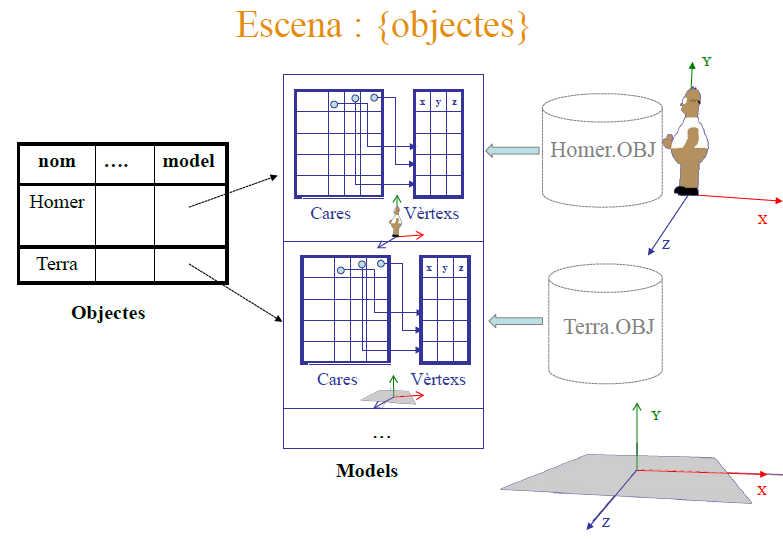 Escena : {objectes}
nom …. model
Homer
Terra
Objectes
x y z
Cares Vèrtexs
x y z
Cares Vèrtexs
…
Models
Homer.OBJ
Y
X
Z
Terra.OBJ
Y
X
Z